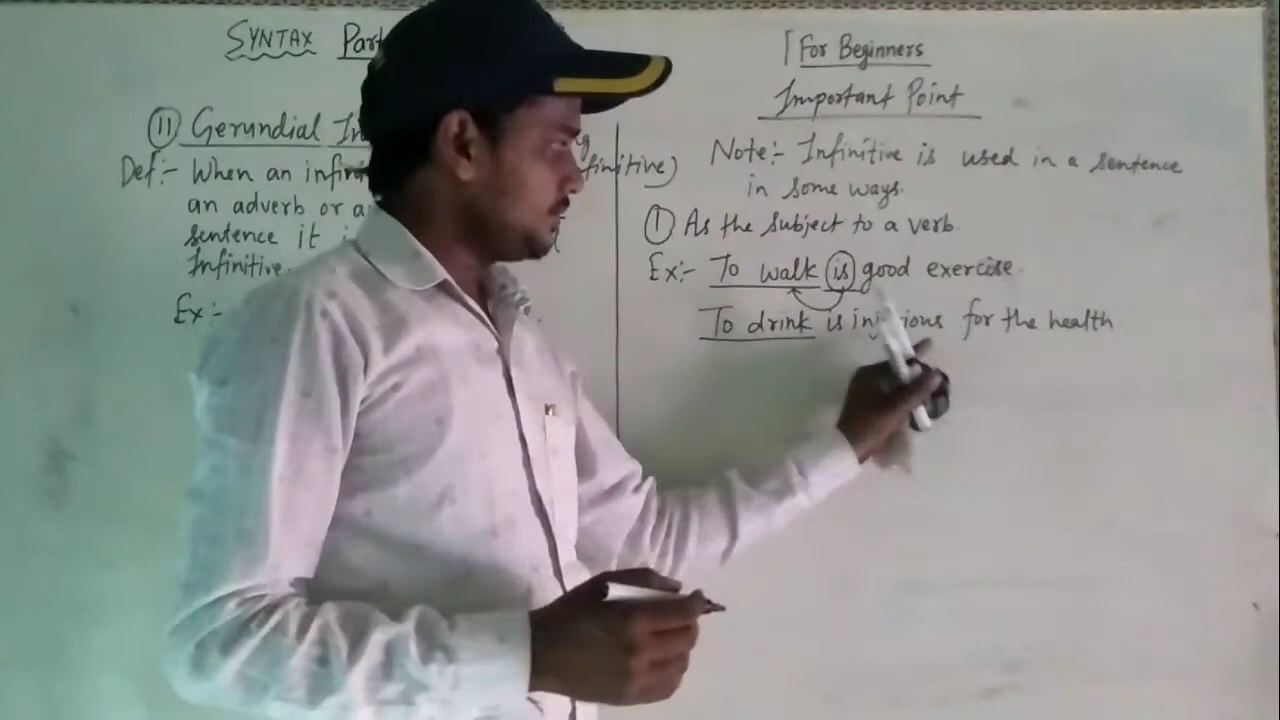 SYNTAX Part
(11) Gerundial In
Def:- When an infin finitive)
an adverb or a
sentence it
Infinitive.
Ex:-
For Beginners
Important Point
Note:- Infinitive is used in a sentence
in some ways.
(1) As the subject to a verb.
Ex:- To walk is good exercise.
To drink is injurious for the health